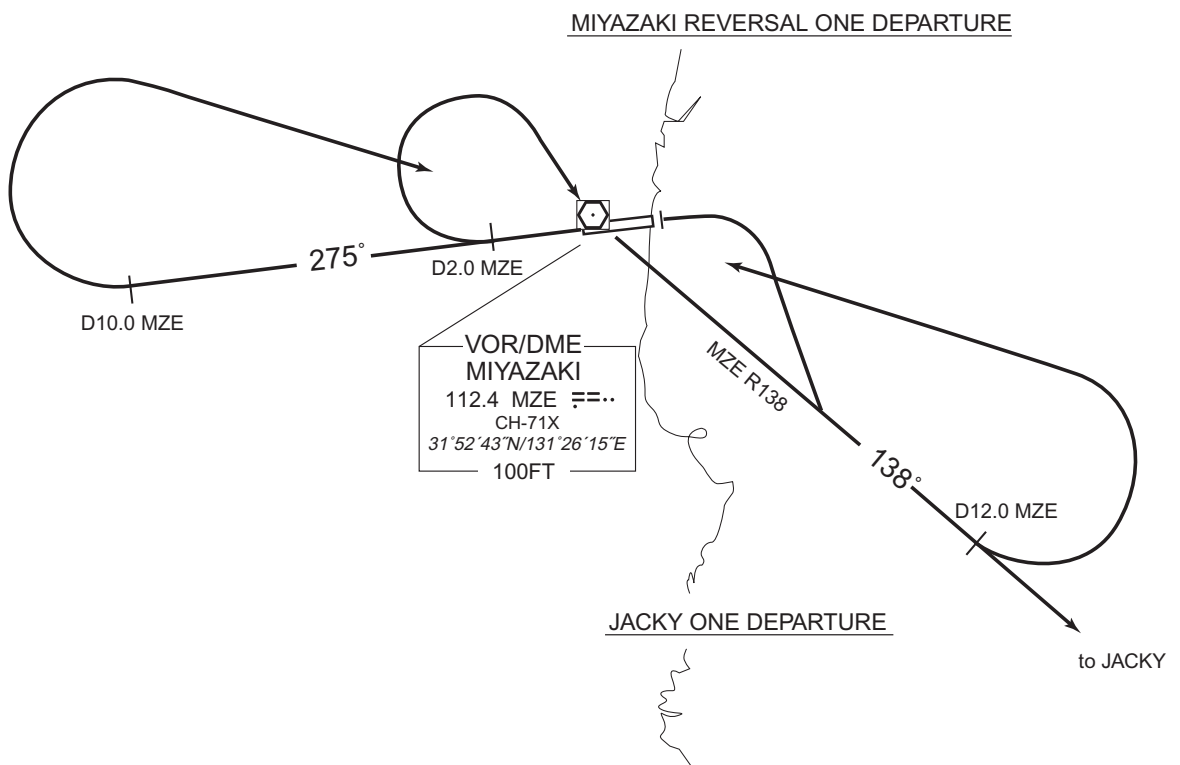 MIYAZAKI REVERSAL ONE DEPARTURE
275°
D2.0 MZE
D10.0 MZE
VOR/DME
MIYAZAKI
112.4 MZE
CH-71X
31°52´43˝N/131°26´15˝E
100FT
MZE R138
138°
D12.0 MZE
JACKY ONE DEPARTURE
to JACKY